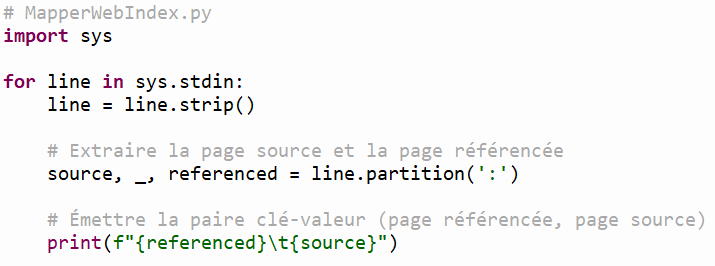 # MapperWebIndex.py
import sys

for line in sys.stdin:
    line = line.strip()

    # Extraire la page source et la page référencée
    source, _, referenced = line.partition(':')

    # Émettre la paire clé-valeur (page référencée, page source)
    print(f"{referenced}\t{source}")